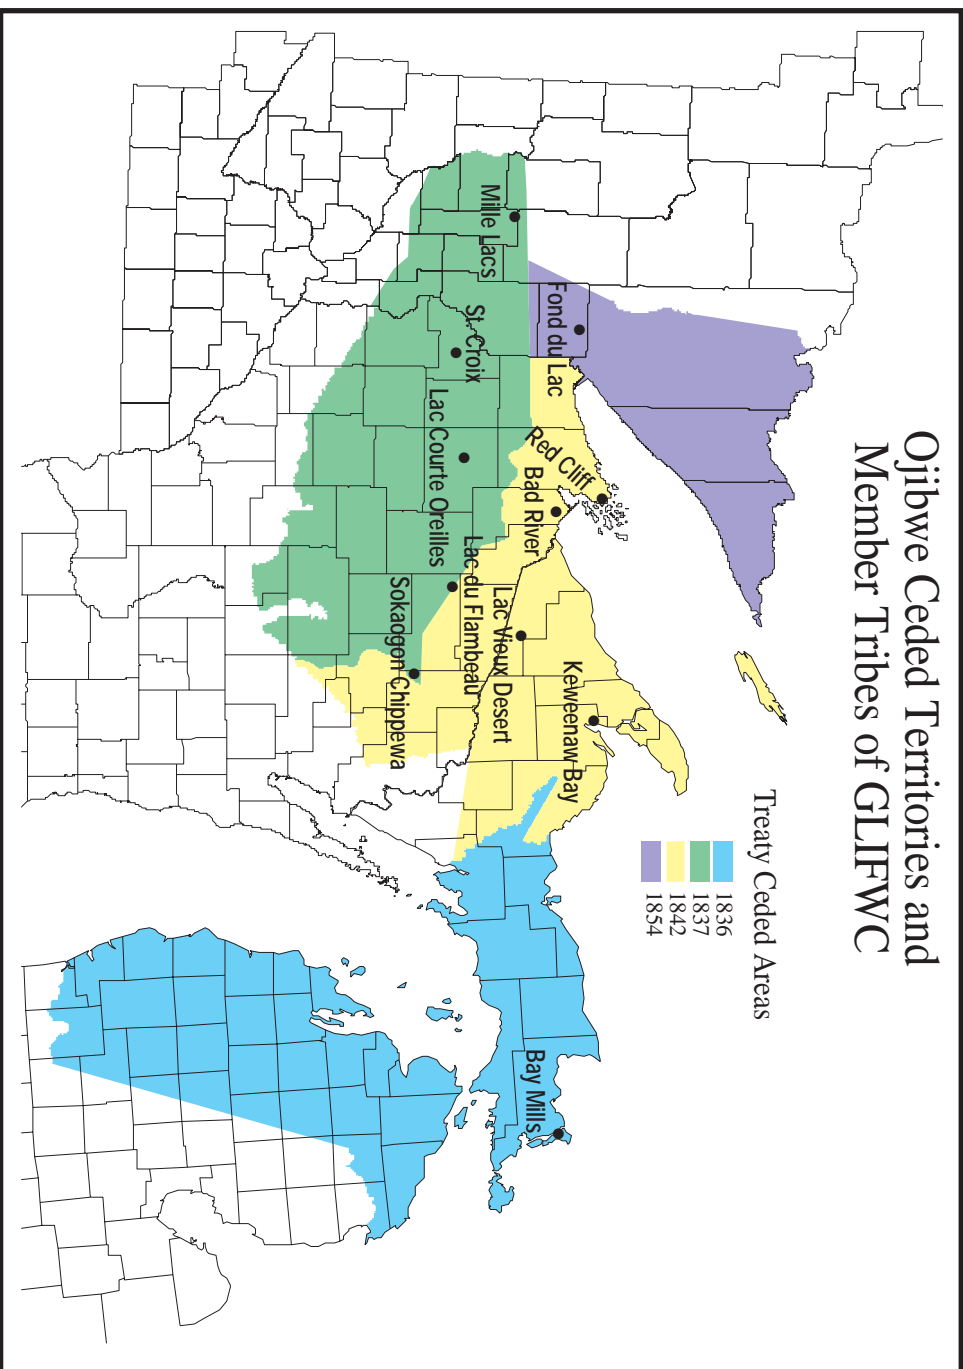 Ojibwe Ceded Territories and
Member Tribes of GLIFWC
Treaty Ceded Areas
1836
1837
1842
1854
Mille Lacs
Fond du Lac
St. Croix
Lac Courte Oreilles
Red Cliff
Bad River
Lac du Flambeau
Sokaogon Chippewa
Lac Vioux Desert
Keweenaw Bay
Bay Mills